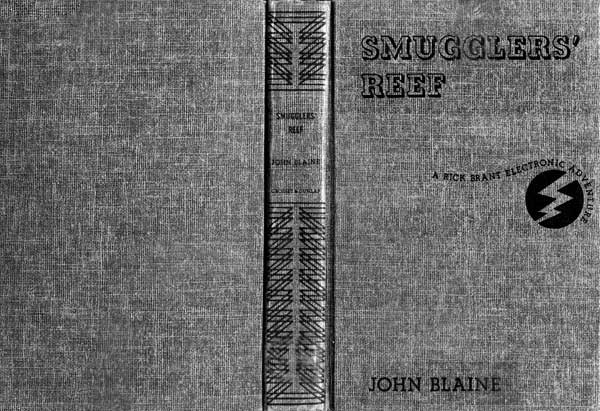 SMUGGLERS'
REEF
JOHN BLAINE
GROSSET & DUNLAP
SMUGGLERS'
REEF
A RICK BRANT ELECTRONIC ADVENTURE
JOHN BLAINE